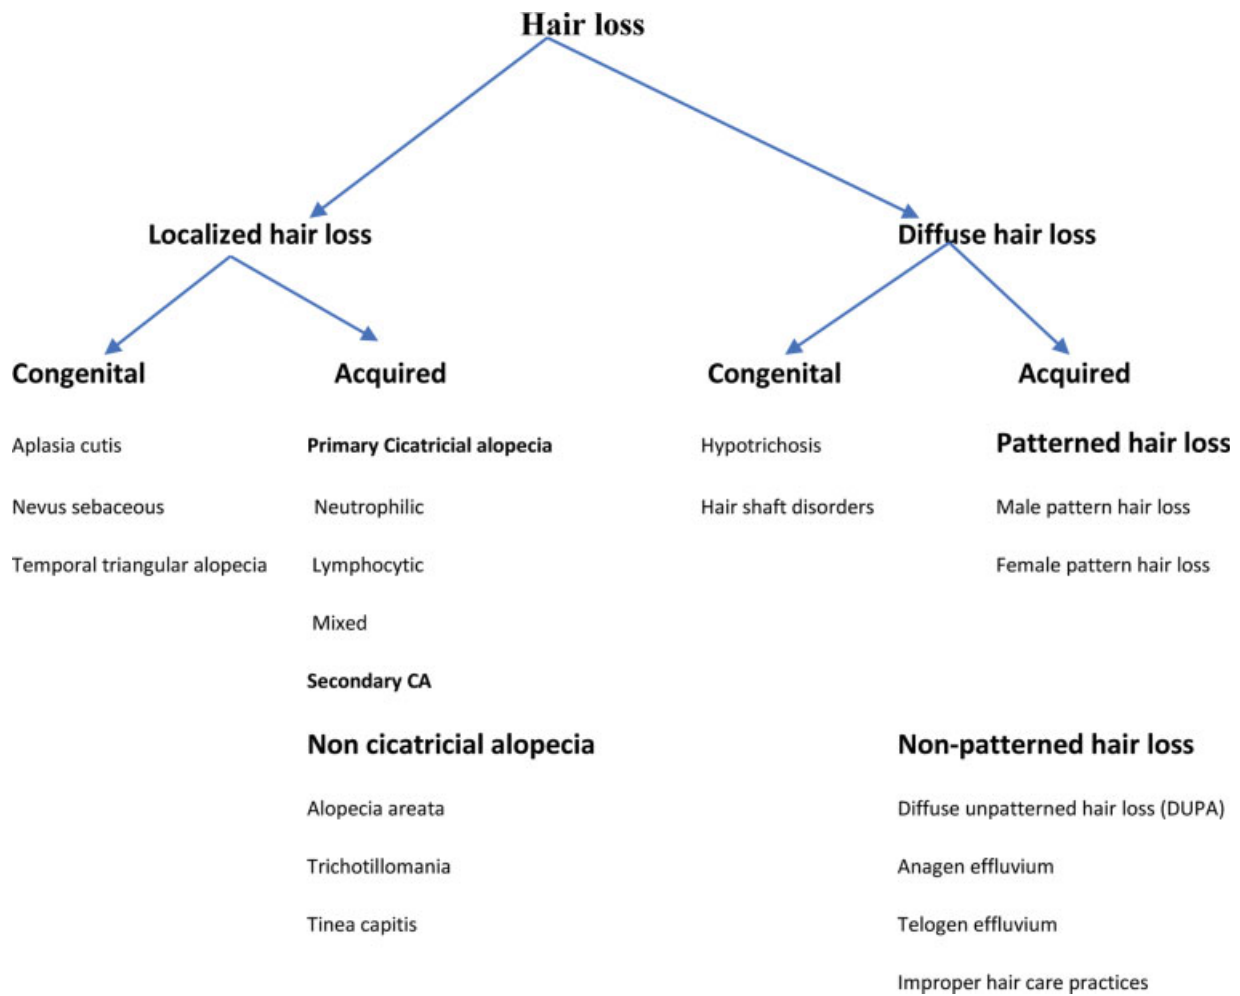 Hair loss
Localized hair loss
Diffuse hair loss
Congenital
Acquired
Congenital
Acquired
Aplasia cutis
Primary Cicatricial alopecia
Hypotrichosis
Patterned hair loss
Nevus sebaceous
Neutrophilic
Hair shaft disorders
Male pattern hair loss
Temporal triangular alopecia
Lymphocytic
Female pattern hair loss
Mixed
Secondary CA
Non cicatricial alopecia
Non-patterned hair loss
Alopecia areata
Diffuse unpatterned hair loss (DUPA)
Trichotillomania
Anagen effluvium
Tinea capitis
Telogen effluvium
Improper hair care practices